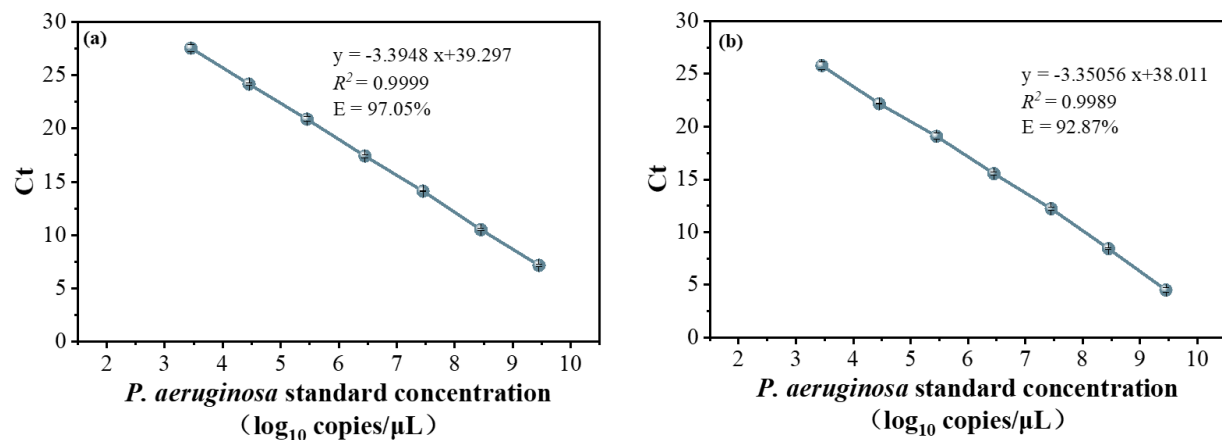 (a)
y = -3.3948 x+39.297
R² = 0.9999
E = 97.05%
Ct
30
25
20
15
10
5
0
2 3 4 5 6 7 8 9 10
P. aeruginosa standard concentration
（log₁₀ copies/μL）
(b)
y = -3.35056 x+38.011
R² = 0.9989
E = 92.87%
Ct
30
25
20
15
10
5
0
2 3 4 5 6 7 8 9 10
P. aeruginosa standard concentration
（log₁₀ copies/μL）